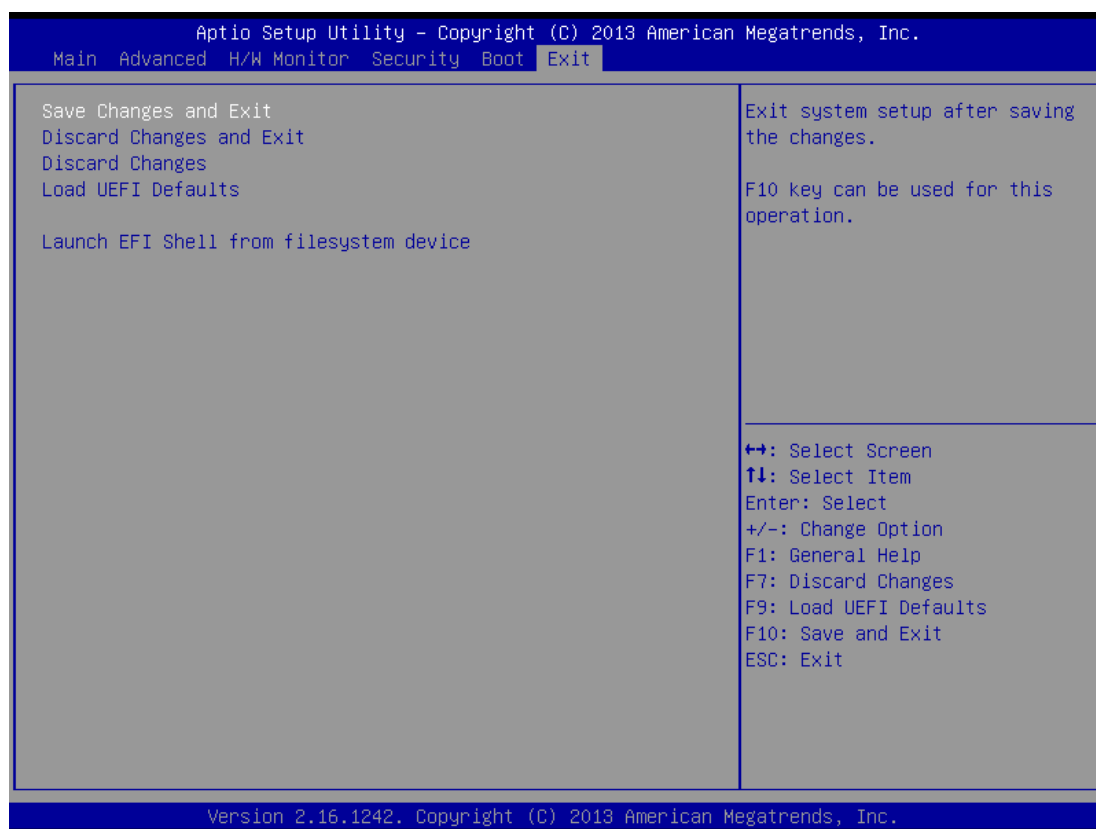 Aptio Setup Utility – Copyright (C) 2013 American Megatrends, Inc.
Main Advanced H/W Monitor Security Boot Exit
Save Changes and Exit
Discard Changes and Exit
Discard Changes
Load UEFI Defaults
Launch EFI Shell from filesystem device
Exit system setup after saving
the changes.
F10 key can be used for this
operation.
↔: Select Screen
↑↓: Select Item
Enter: Select
+/-: Change Option
F1: General Help
F7: Discard Changes
F9: Load UEFI Defaults
F10: Save and Exit
ESC: Exit
Version 2.16.1242. Copyright (C) 2013 American Megatrends, Inc.